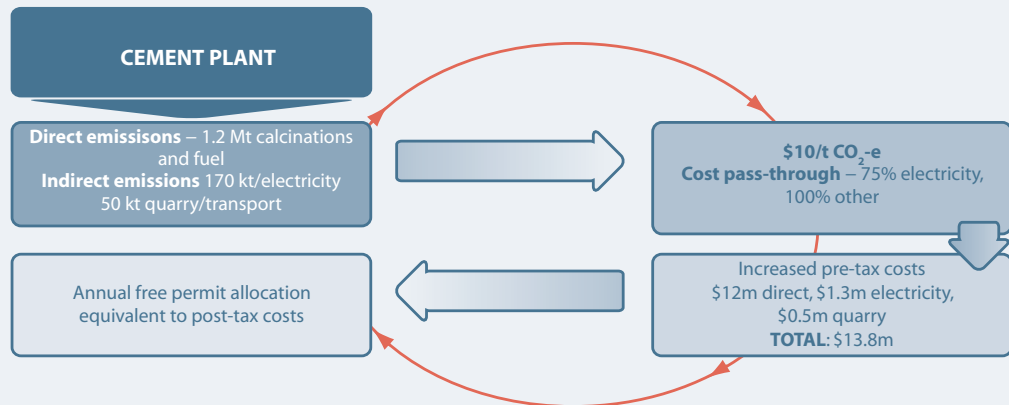 CEMENT PLANT
Direct emissisons – 1.2 Mt calcinations
and fuel
Indirect emissions 170 kt/electricity
50 kt quarry/transport
$10/t CO₂-e
Cost pass-through – 75% electricity,
100% other
Annual free permit allocation
equivalent to post-tax costs
Increased pre-tax costs
$12m direct, $1.3m electricity,
$0.5m quarry
TOTAL: $13.8m